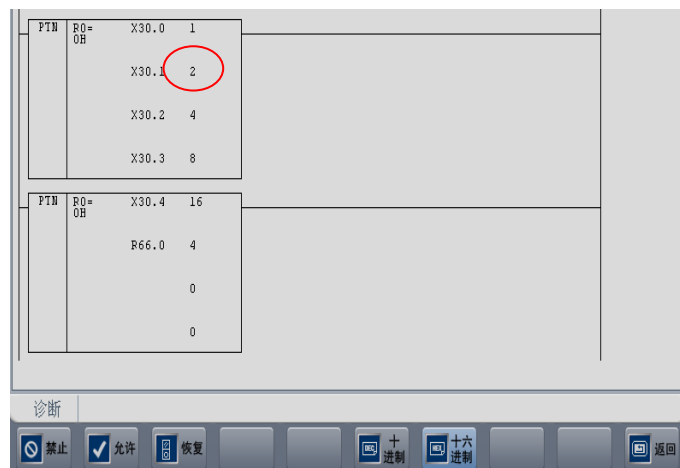 PTN R0= X30.0 1
0H
X30.1 2
X30.2 4
X30.3 8
PTN R0= X30.4 16
0H
R66.0 4
0
0
诊断
禁止 允许 恢复 DEC 十进制 HEX 十六进制 返回